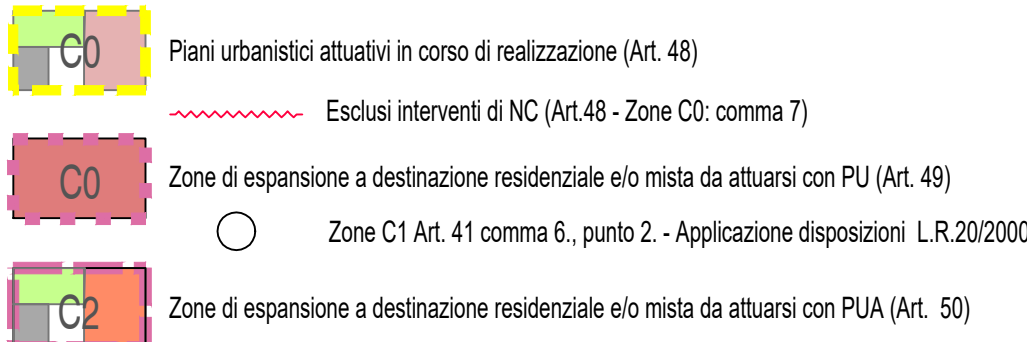 C0 Piani urbanistici attuativi in corso di realizzazione (Art. 48)
Esclusi interventi di NC (Art.48 - Zone C0: comma 7)
C0 Zone di espansione a destinazione residenziale e/o mista da attuarsi con PU (Art. 49)
Zone C1 Art. 41 comma 6., punto 2. - Applicazione disposizioni L.R.20/2000
C2 Zone di espansione a destinazione residenziale e/o mista da attuarsi con PUA (Art. 50)